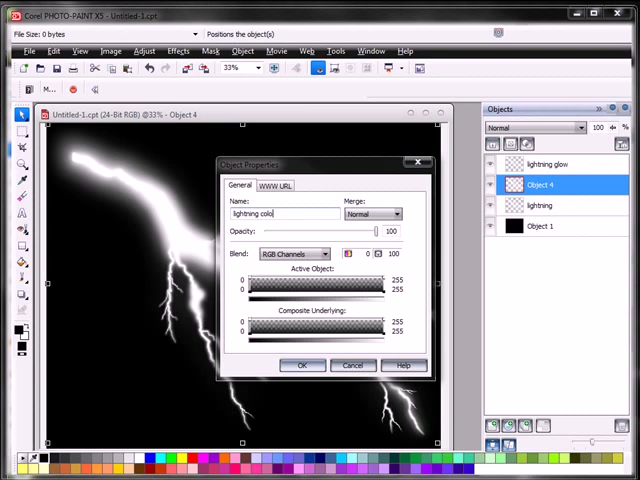 Corel PHOTO-PAINT X5 - Untitled-1.cpt
File Size: 0 bytes
Positions the object(s)
File Edit View Image Adjust Effects Mask Object Movie Web Tools Window Help
33%
M...
Untitled-1.cpt (24-Bit RGB) @33% - Object 4
Objects
Normal 100 %
lightning glow
Object 4
lightning
Object 1
Object Properties
General WWW URL
Name: Merge:
lightning colo Normal
Opacity: 100
Blend: RGB Channels 0 100
Active Object:
0 255
0 255
Composite Underlying:
0 255
0 255
OK Cancel Help